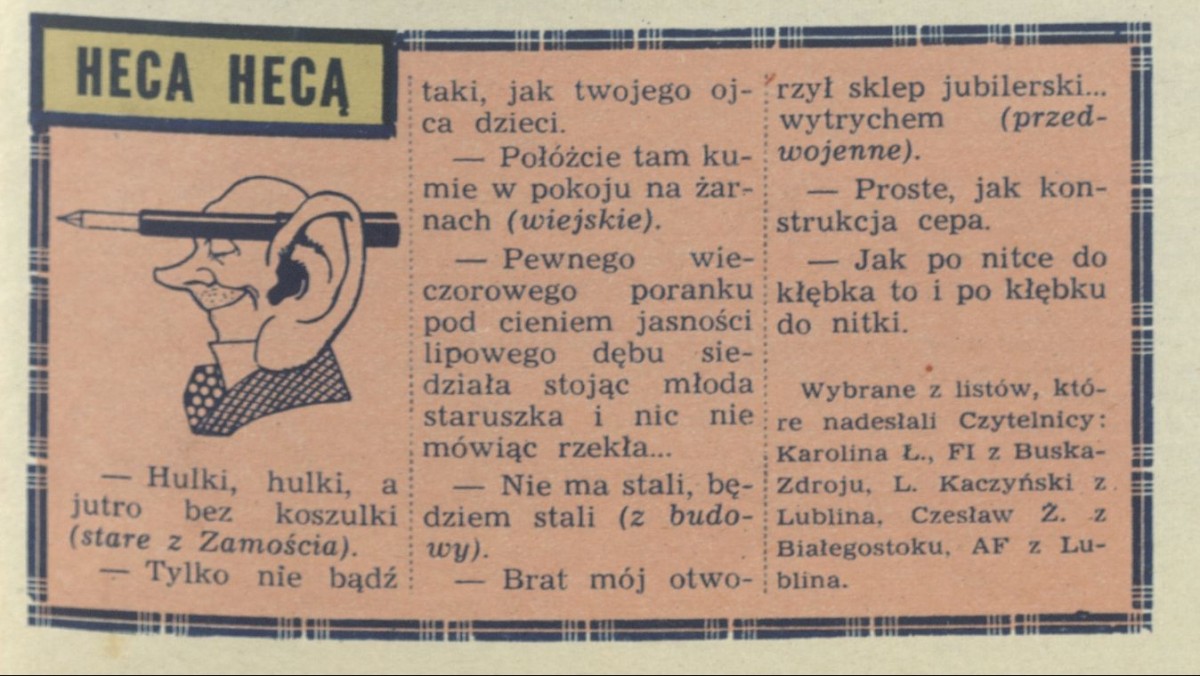 HECA HECĄ
— Hulki, hulki, a
jutro bez koszulki
(stare z Zamościa).
— Tylko nie bądź
taki, jak twojego oj-
ca dzieci.
— Połóżcie tam ku-
mie w pokoju na żar-
nach (wiejskie).
— Pewnego wie-
czorowego poranku
pod cieniem jasności
lipowego dębu sie-
działa stojąc młoda
staruszka i nic nie
mówiąc rzekła...
— Nie ma stali, bę-
dziem stali (z budo-
wy).
— Brat mój otwo-
rzył sklep jubilerski...
wytrychem (przed-
wojenne).
— Proste, jak kon-
strukcja cepa.
— Jak po nitce do
kłębka to i po kłębku
do nitki.
Wybrane z listów, któ-
re nadesłali Czytelnicy:
Karolina Ł., FI z Buska-
Zdroju, L. Kaczyński z
Lublina, Czesław Ż. z
Białegostoku, AF z Lu-
blina.